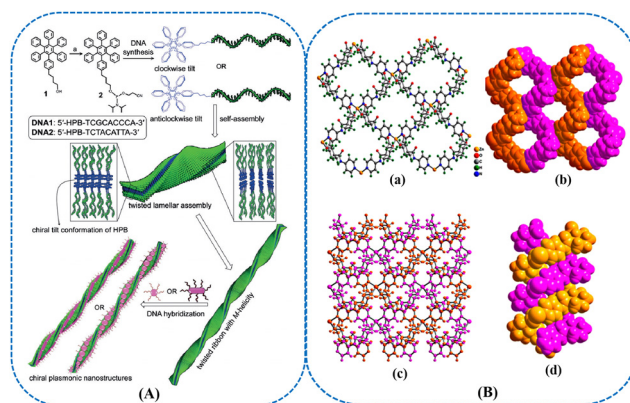 a
DNA
synthesis
clockwise tilt
OR
1
2
anticlockwise tilt
DNA1: 5'-HPB-TCGCACCCA-3'
DNA2: 5'-HPB-TCTACATTA-3'
self-assembly
twisted lamellar assembly
chiral tilt conformation of HPB
OR
DNA hybridization
OR
twisted ribbon with M-helicity
chiral plasmonic nanostructures
(A)
(a)
(b)
(c)
(d)
(B)